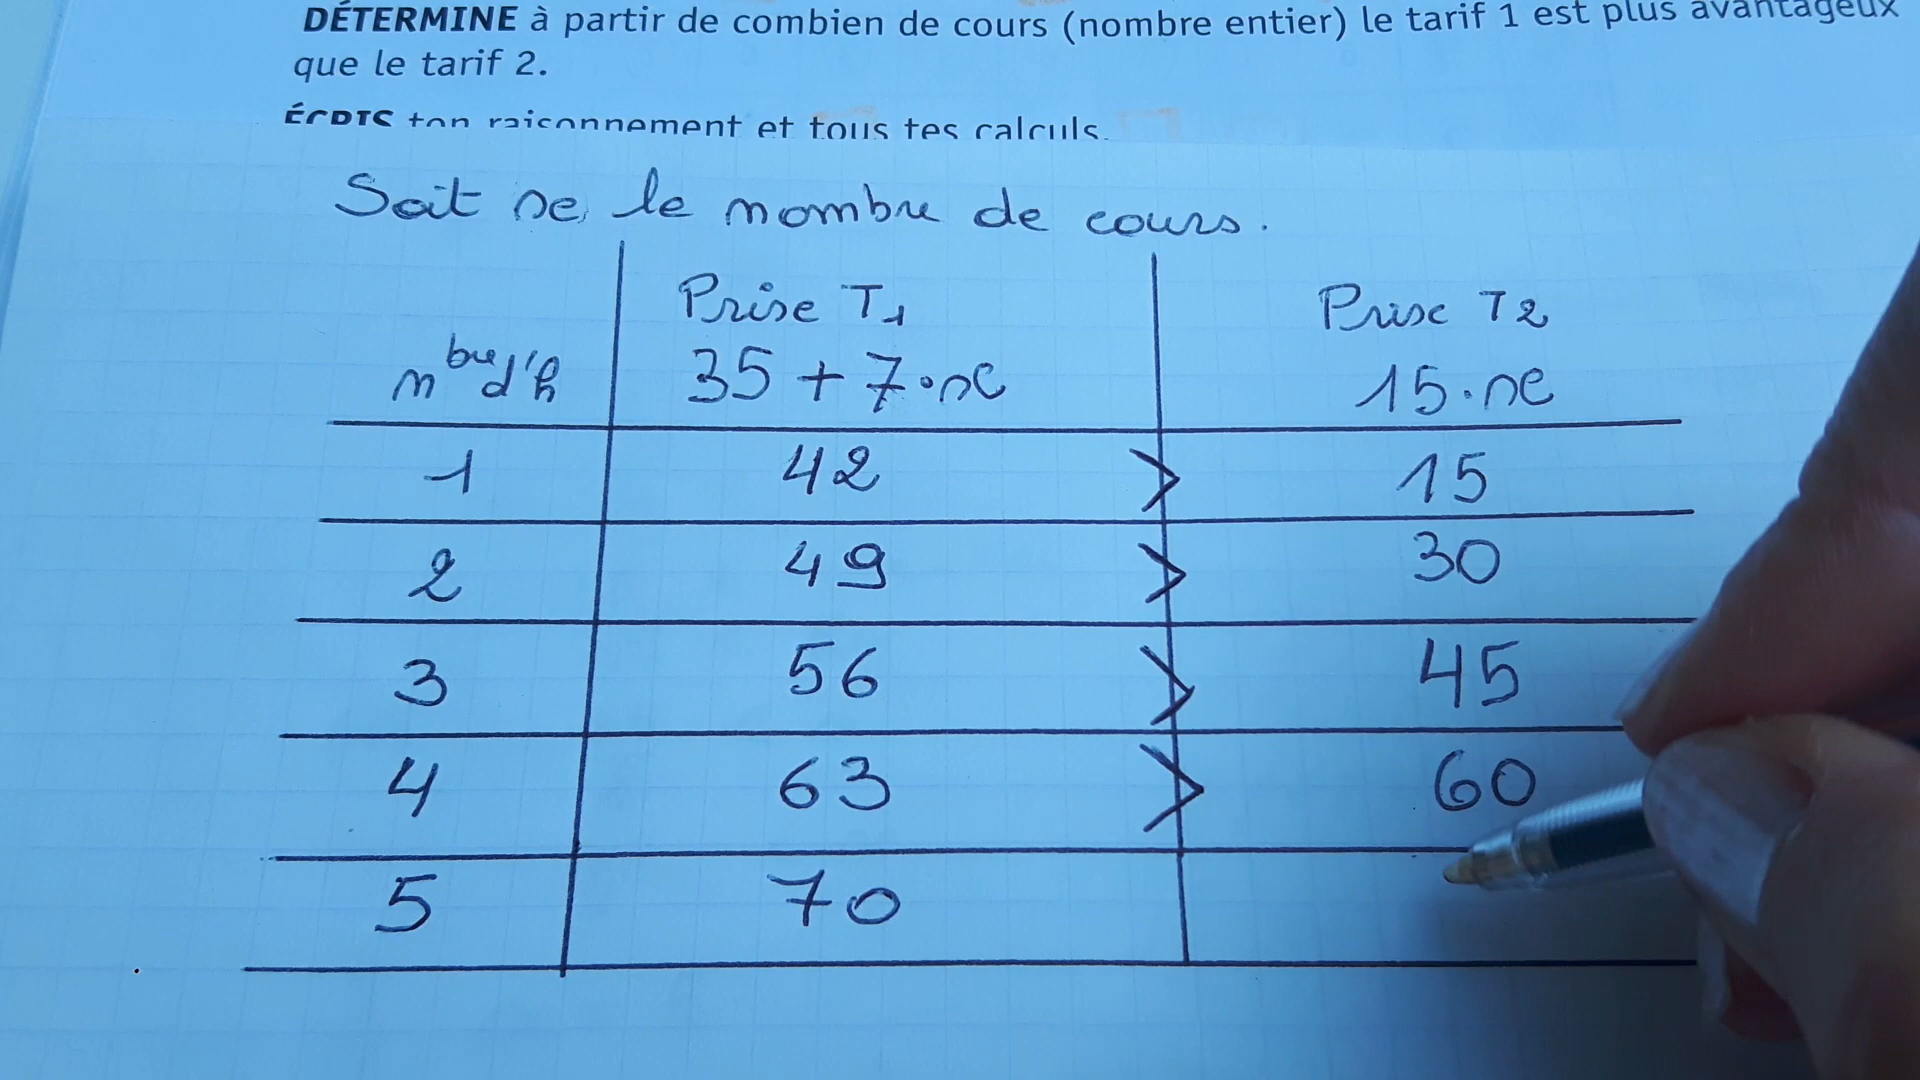 DÉTERMINE à partir de combien de cours (nombre entier) le tarif 1 est plus avantageux
que le tarif 2.
ÉCRIS ton raisonnement et tous tes calculs.
Soit x le nombre de cours.
Prix T1
Prix T2
nbre d'h
35 + 7·x
15·x
1 42 > 15
2 49 > 30
3 56 > 45
4 63 > 60
5 70